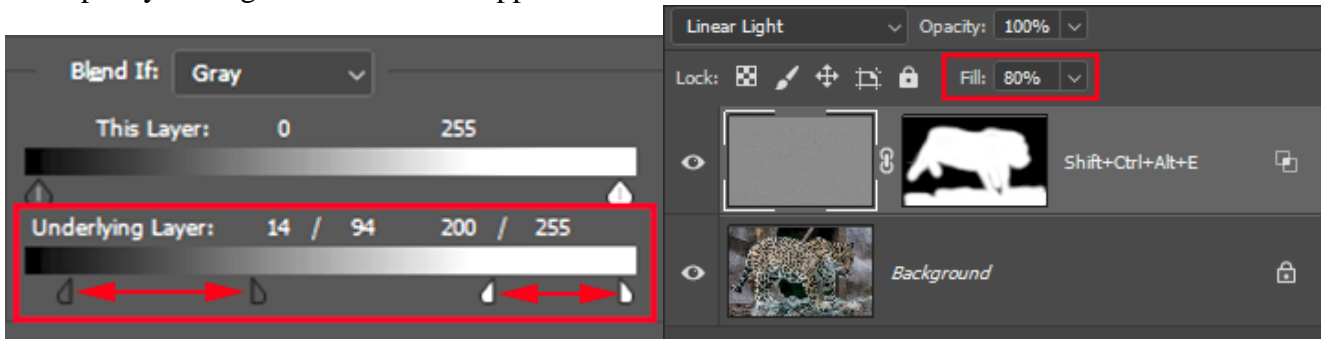 Blend If: Gray
This Layer: 0 255
Underlying Layer: 14 / 94 200 / 255
Linear Light Opacity: 100%
Lock: Fill: 80%
Shift+Ctrl+Alt+E
Background